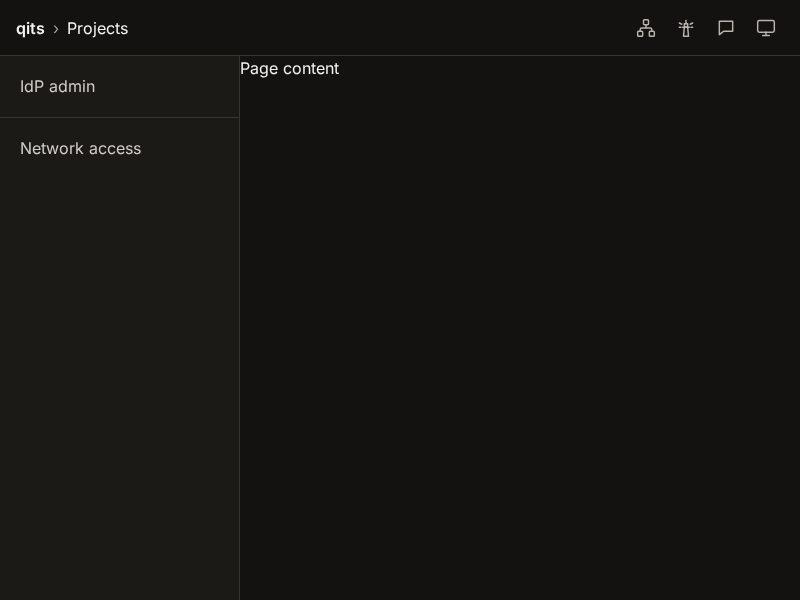 qits › Projects
IdP admin
Page content
Network access